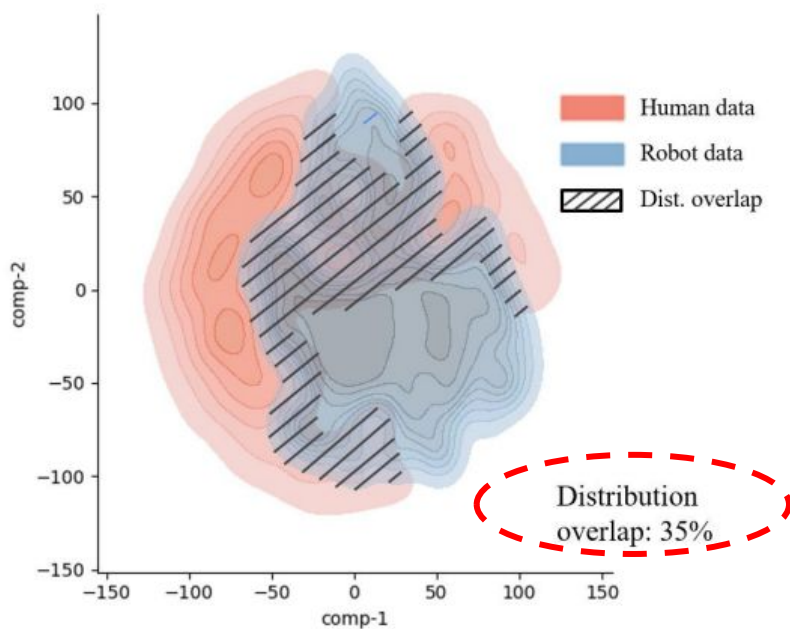 Human data
Robot data
Dist. overlap
100
50
0
−50
−100
−150
comp-2
−150
−100
−50
0
50
100
150
comp-1
Distribution
overlap: 35%